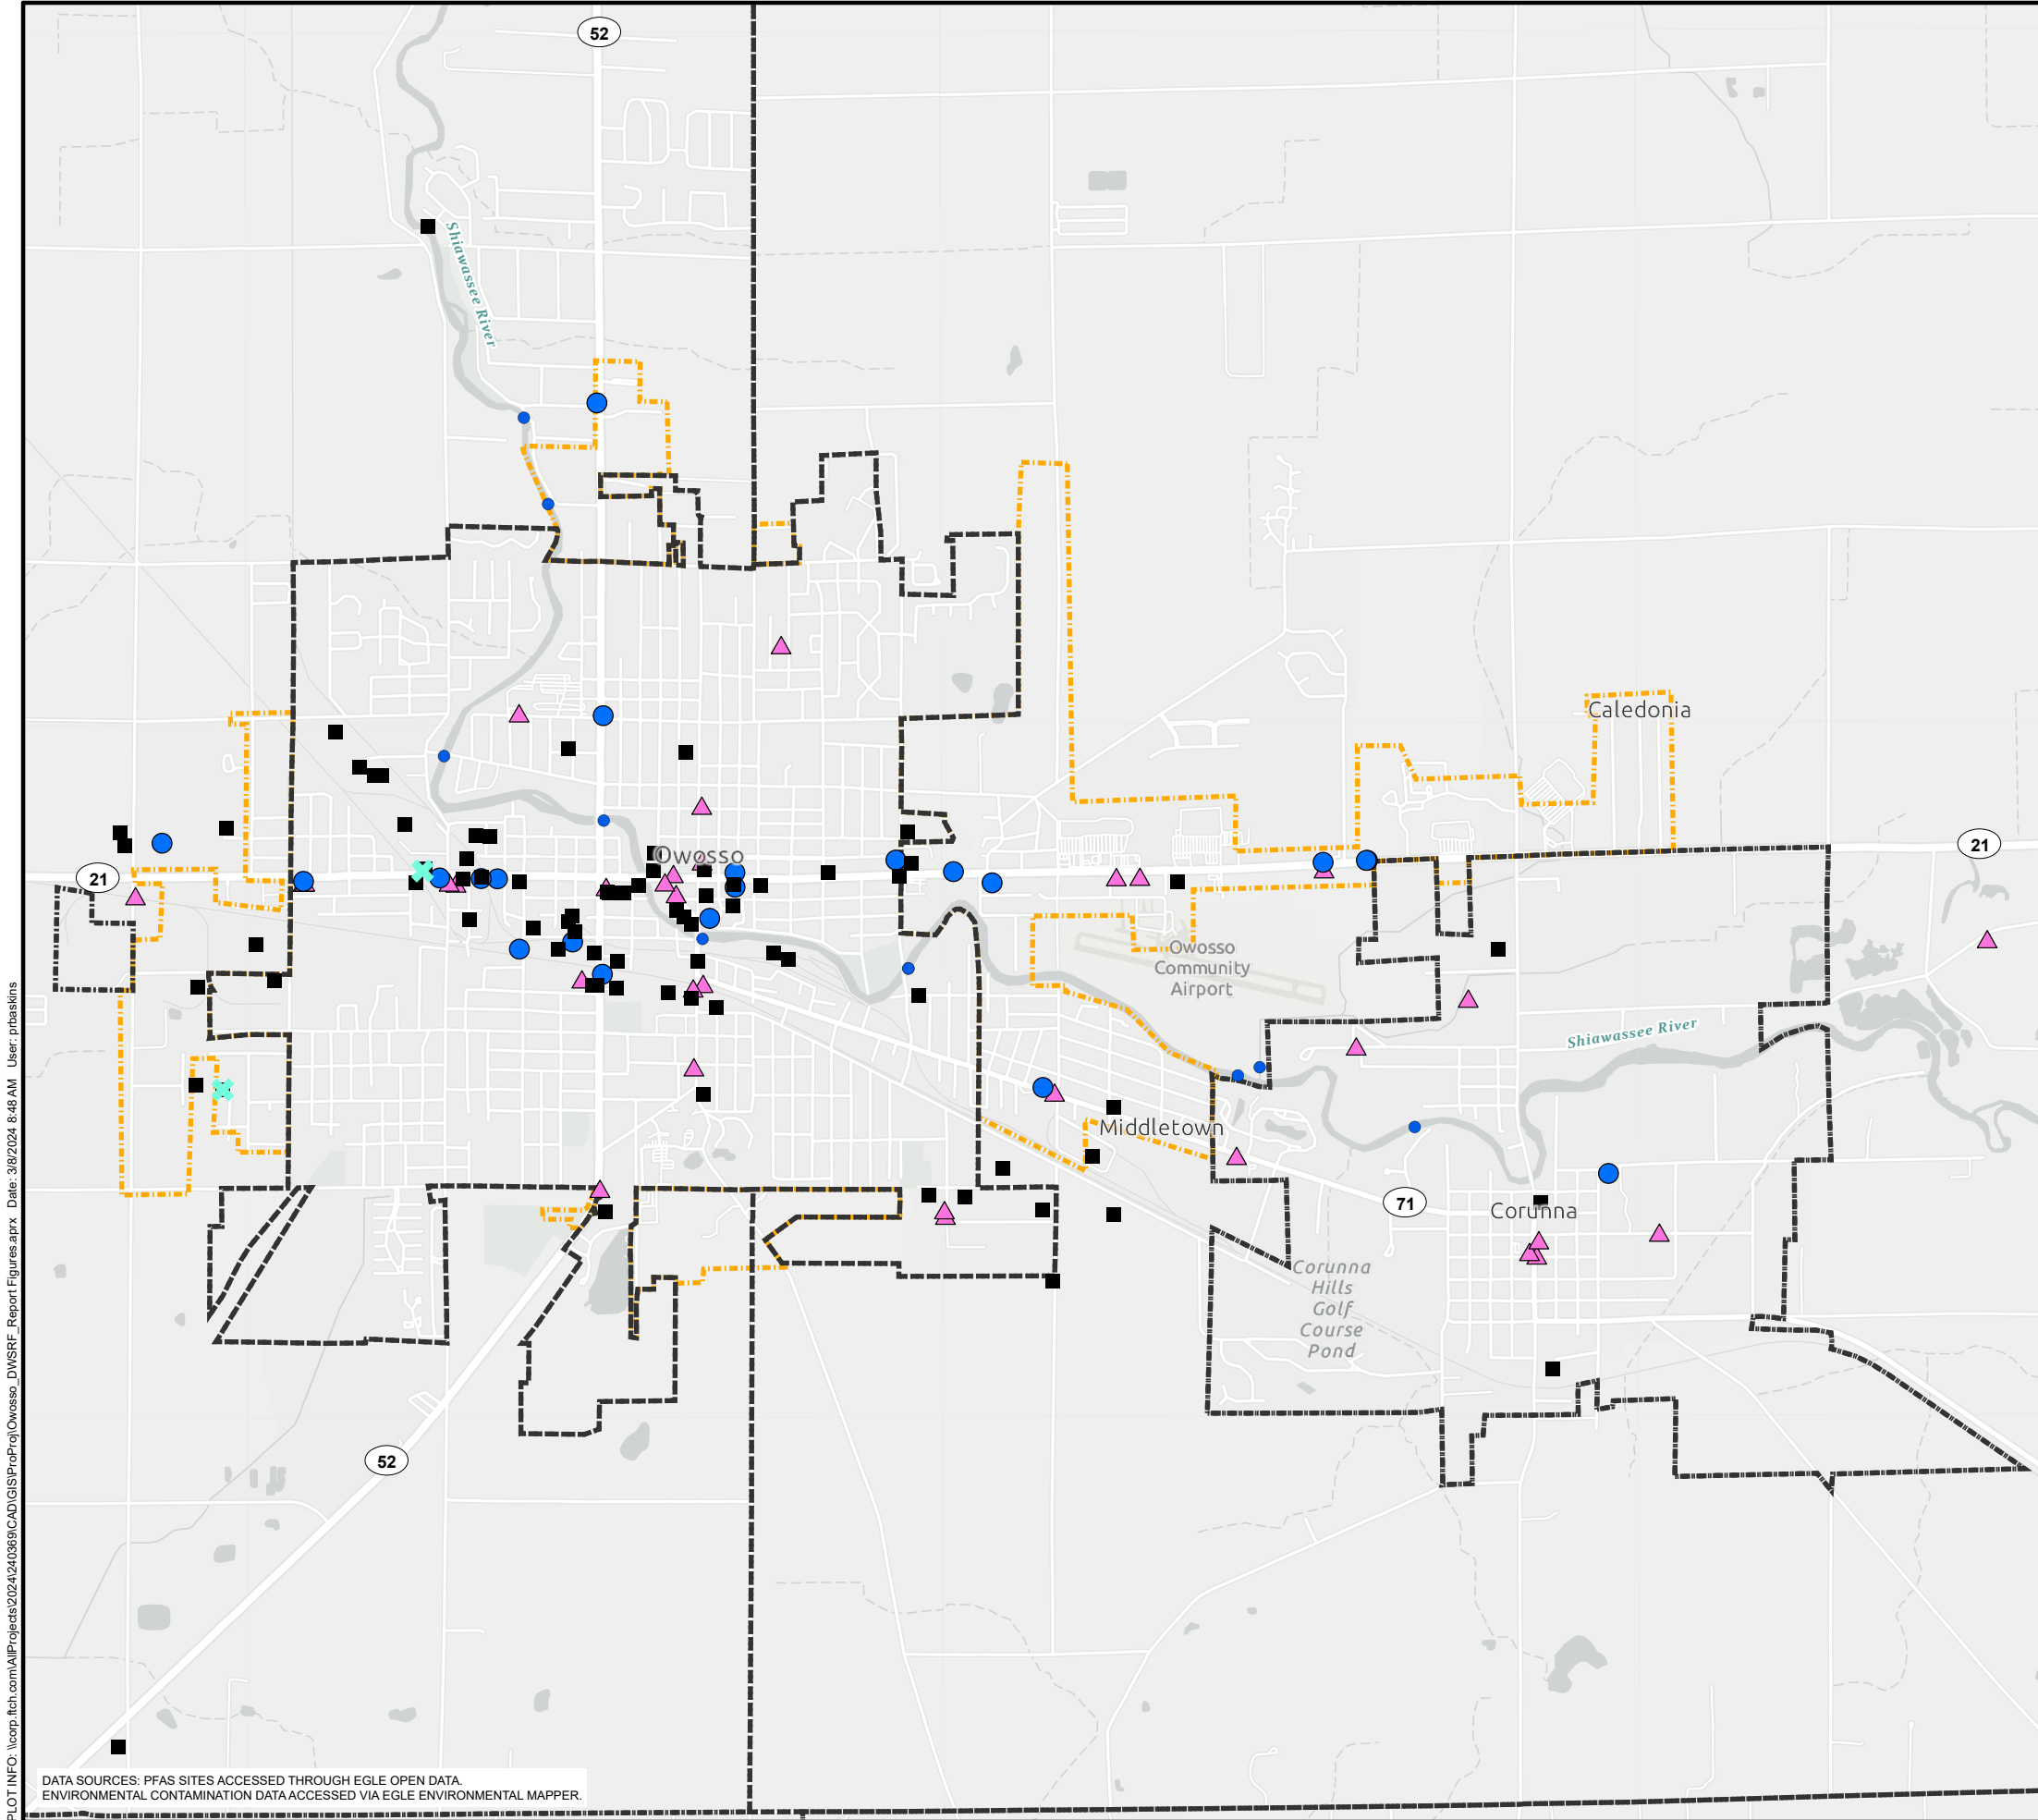 52
Shiawassee River
Caledonia
21
Owosso
21
Owosso
Community
Airport
Shiawassee River
Middletown
71
Corunna
Corunna
Hills
Golf
Course
Pond
52
DATA SOURCES: PFAS SITES ACCESSED THROUGH EGLE OPEN DATA.
ENVIRONMENTAL CONTAMINATION DATA ACCESSED VIA EGLE ENVIRONMENTAL MAPPER.
PLOT INFO: \\corp.ftch.com\AllProjects\2024\240369\CAD\GIS\ProProj\Owosso_DWSRF_Report Figures.aprx Date: 3/8/2024 8:48 AM User: prbaskins